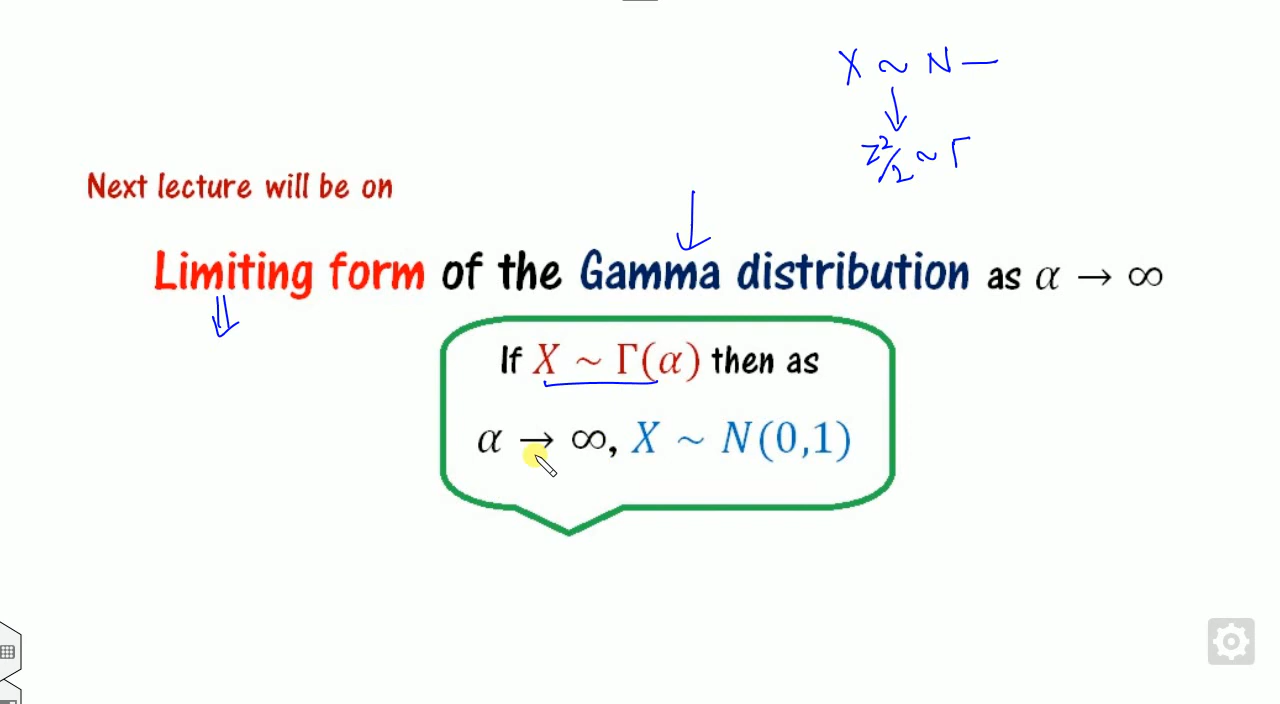 X ~ N —
z²/2 ~ Γ
Next lecture will be on
Limiting form of the Gamma distribution as α → ∞
If X ~ Γ(α) then as
α → ∞, X ~ N(0,1)